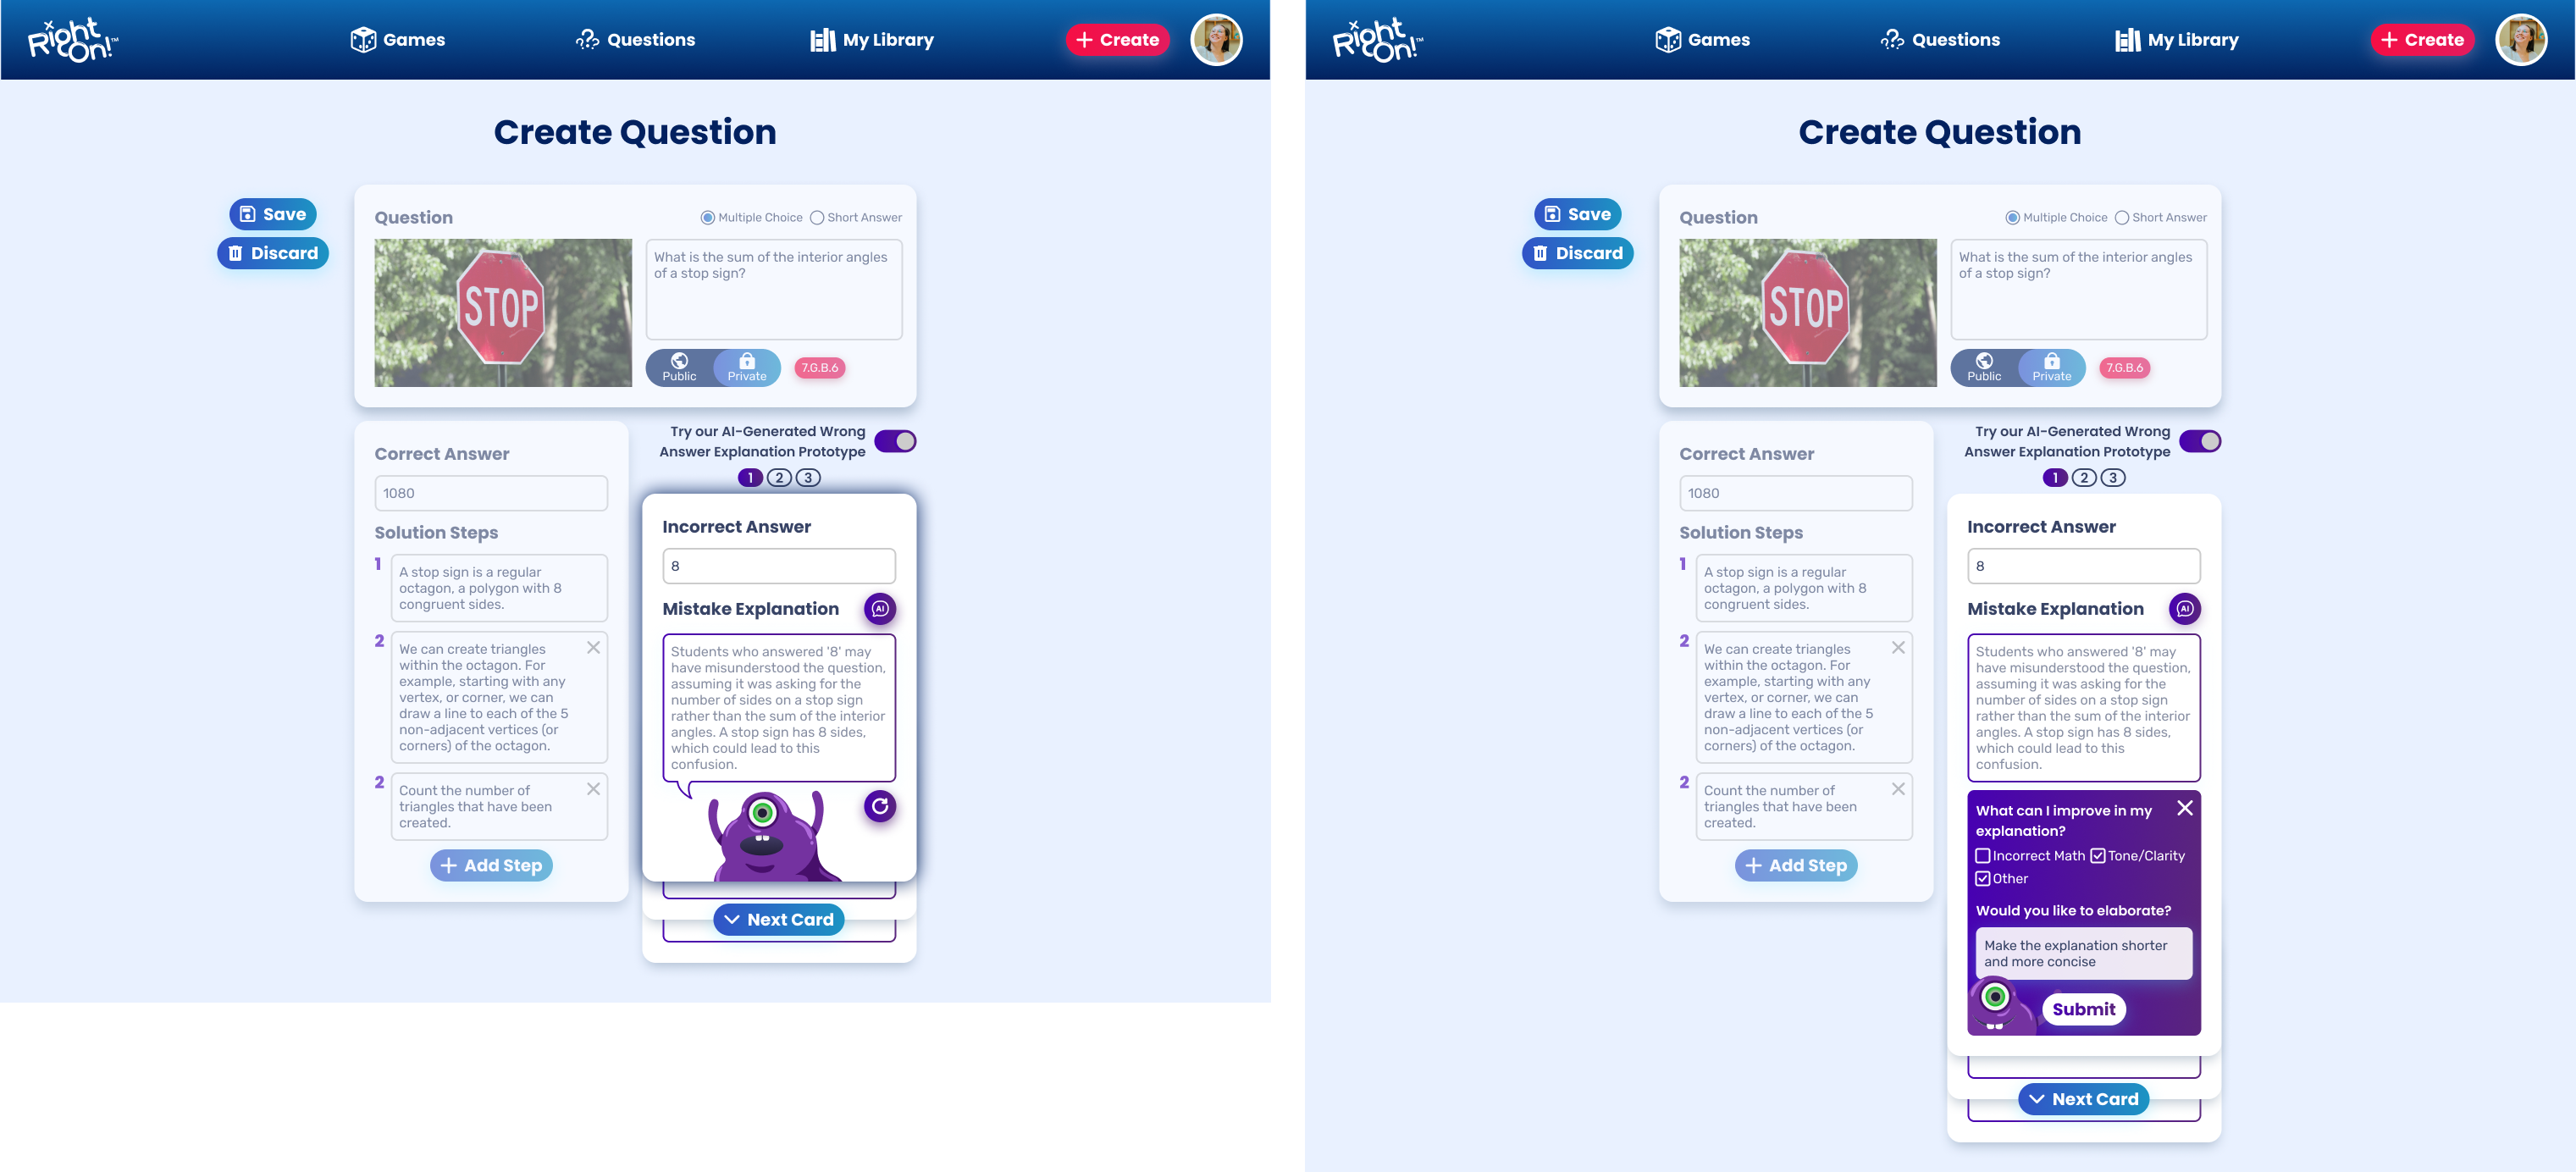 Right On!™
Games
Questions
My Library
+ Create
Create Question
Save
Discard
Question
Multiple Choice
Short Answer
STOP
What is the sum of the interior angles
of a stop sign?
Public
Private
7.G.B.6
Correct Answer
1080
Solution Steps
1
A stop sign is a regular
octagon, a polygon with 8
congruent sides.
2
We can create triangles
within the octagon. For
example, starting with any
vertex, or corner, we can
draw a line to each of the 5
non-adjacent vertices (or
corners) of the octagon.
2
Count the number of
triangles that have been
created.
+ Add Step
Try our AI-Generated Wrong
Answer Explanation Prototype
1 2 3
Incorrect Answer
8
Mistake Explanation
AI
Students who answered '8' may
have misunderstood the question,
assuming it was asking for the
number of sides on a stop sign
rather than the sum of the interior
angles. A stop sign has 8 sides,
which could lead to this
confusion.
Next Card
Right On!™
Games
Questions
My Library
+ Create
Create Question
Save
Discard
Question
Multiple Choice
Short Answer
STOP
What is the sum of the interior angles
of a stop sign?
Public
Private
7.G.B.6
Correct Answer
1080
Solution Steps
1
A stop sign is a regular
octagon, a polygon with 8
congruent sides.
2
We can create triangles
within the octagon. For
example, starting with any
vertex, or corner, we can
draw a line to each of the 5
non-adjacent vertices (or
corners) of the octagon.
2
Count the number of
triangles that have been
created.
+ Add Step
Try our AI-Generated Wrong
Answer Explanation Prototype
1 2 3
Incorrect Answer
8
Mistake Explanation
AI
Students who answered '8' may
have misunderstood the question,
assuming it was asking for the
number of sides on a stop sign
rather than the sum of the interior
angles. A stop sign has 8 sides,
which could lead to this
confusion.
What can I improve in my
explanation?
Incorrect Math
Tone/Clarity
Other
Would you like to elaborate?
Make the explanation shorter
and more concise
Submit
Next Card